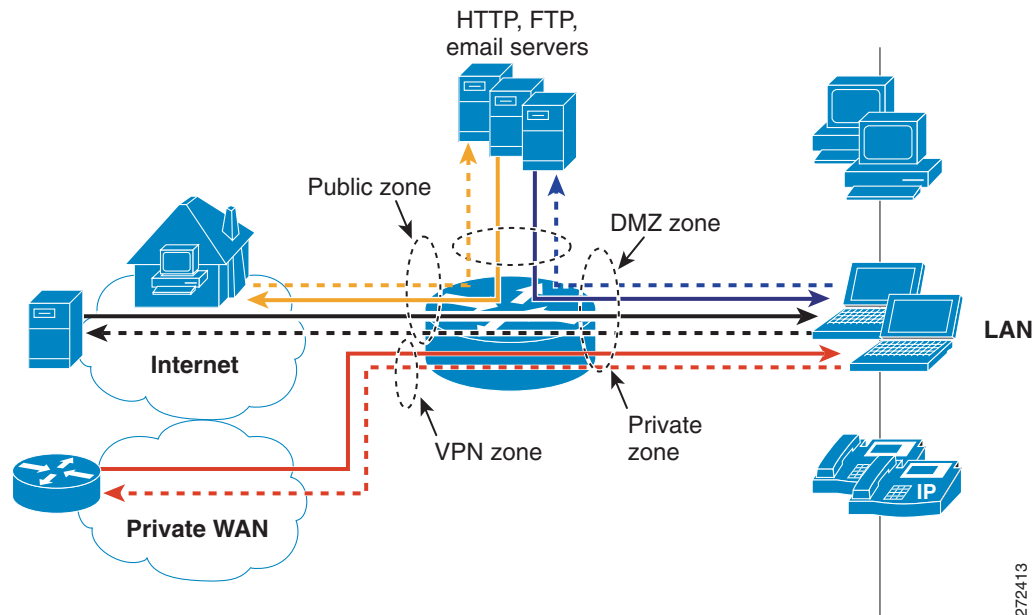 HTTP, FTP,
email servers
Public zone
DMZ zone
Internet
LAN
VPN zone
Private
zone
Private WAN
IP
272413